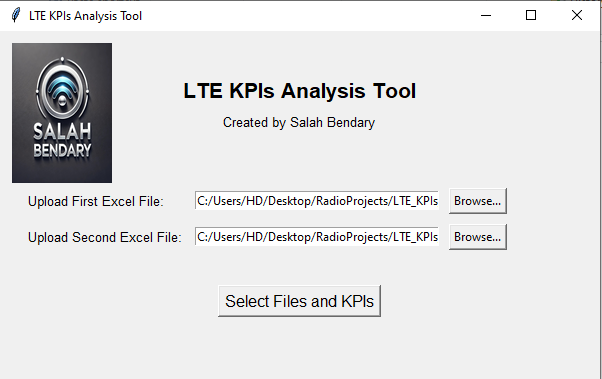 LTE KPIs Analysis Tool
SALAH
BENDARY
LTE KPIs Analysis Tool
Created by Salah Bendary
Upload First Excel File: C:/Users/HD/Desktop/RadioProjects/LTE_KPIs Browse...
Upload Second Excel File: C:/Users/HD/Desktop/RadioProjects/LTE_KPIs Browse...
Select Files and KPIs